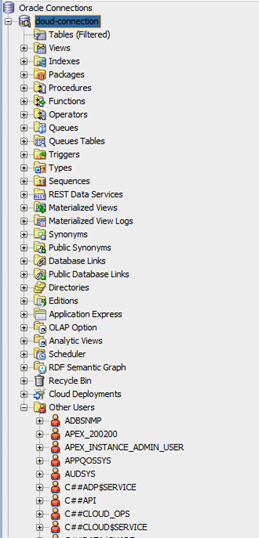 Oracle Connections
cloud-connection
Tables (Filtered)
Views
Indexes
Packages
Procedures
Functions
Operators
Queues
Queues Tables
Triggers
Types
Sequences
REST Data Services
Materialized Views
Materialized View Logs
Synonyms
Public Synonyms
Database Links
Public Database Links
Directories
Editions
Application Express
OLAP Option
Analytic Views
Scheduler
RDF Semantic Graph
Recycle Bin
Cloud Deployments
Other Users
ADBSNMP
APEX_200200
APEX_INSTANCE_ADMIN_USER
APPQOSSYS
AUDSYS
C##ADP$SERVICE
C##API
C##CLOUD_OPS
C##CLOUD$SERVICE